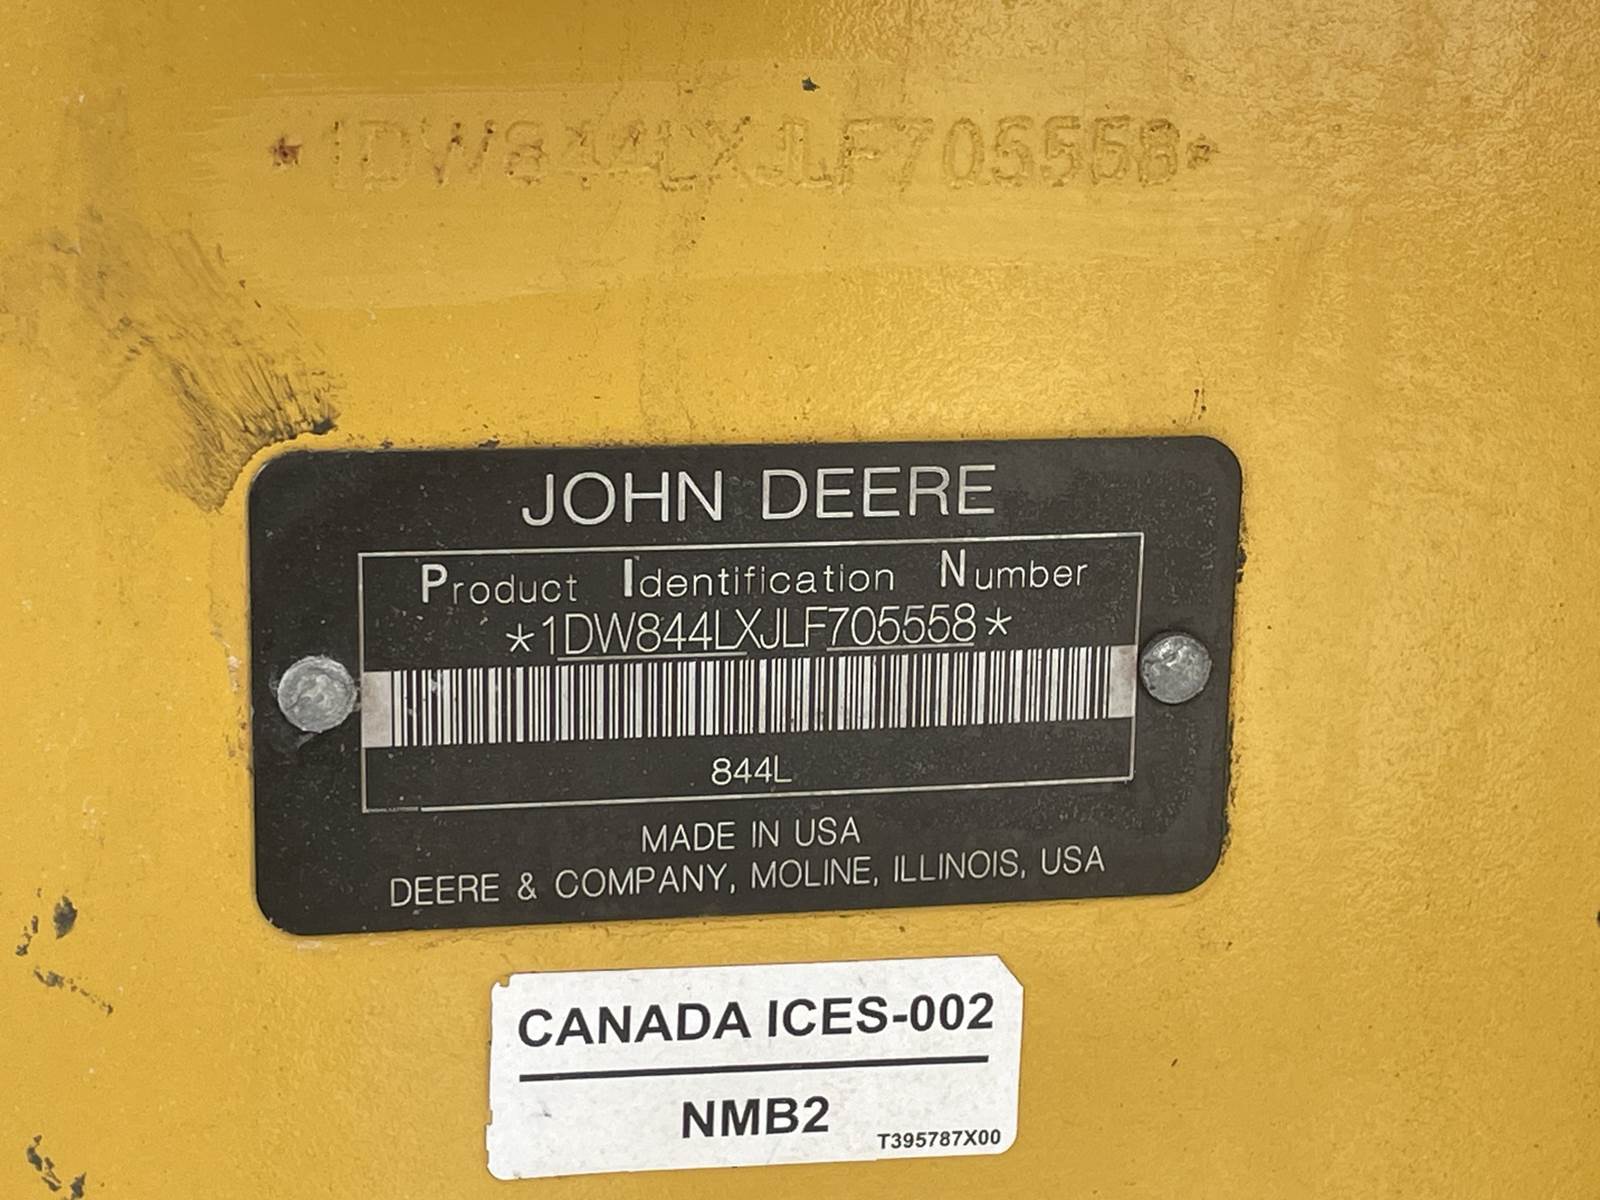 *1DW844LXJLF705558*
JOHN DEERE
Product Identification Number
*1DW844LXJLF705558*
844L
MADE IN USA
DEERE & COMPANY, MOLINE, ILLINOIS, USA
CANADA ICES-002
NMB2
T395787X00